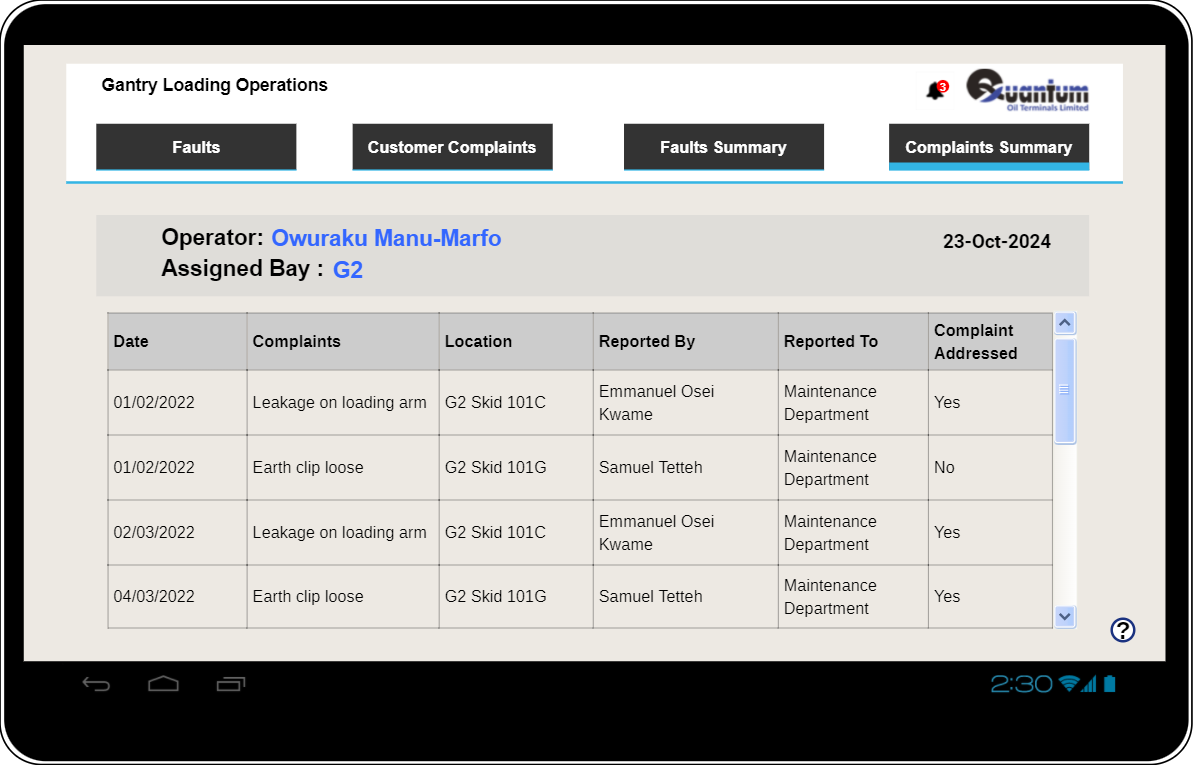 Gantry Loading Operations
3
Quantum
Oil Terminals Limited
Faults
Customer Complaints
Faults Summary
Complaints Summary
Operator: Owuraku Manu-Marfo
23-Oct-2024
Assigned Bay : G2
Date
Complaints
Location
Reported By
Reported To
Complaint
Addressed
01/02/2022
Leakage on loading arm
G2 Skid 101C
Emmanuel Osei
Kwame
Maintenance
Department
Yes
01/02/2022
Earth clip loose
G2 Skid 101G
Samuel Tetteh
Maintenance
Department
No
02/03/2022
Leakage on loading arm
G2 Skid 101C
Emmanuel Osei
Kwame
Maintenance
Department
Yes
04/03/2022
Earth clip loose
G2 Skid 101G
Samuel Tetteh
Maintenance
Department
Yes
?
2:30